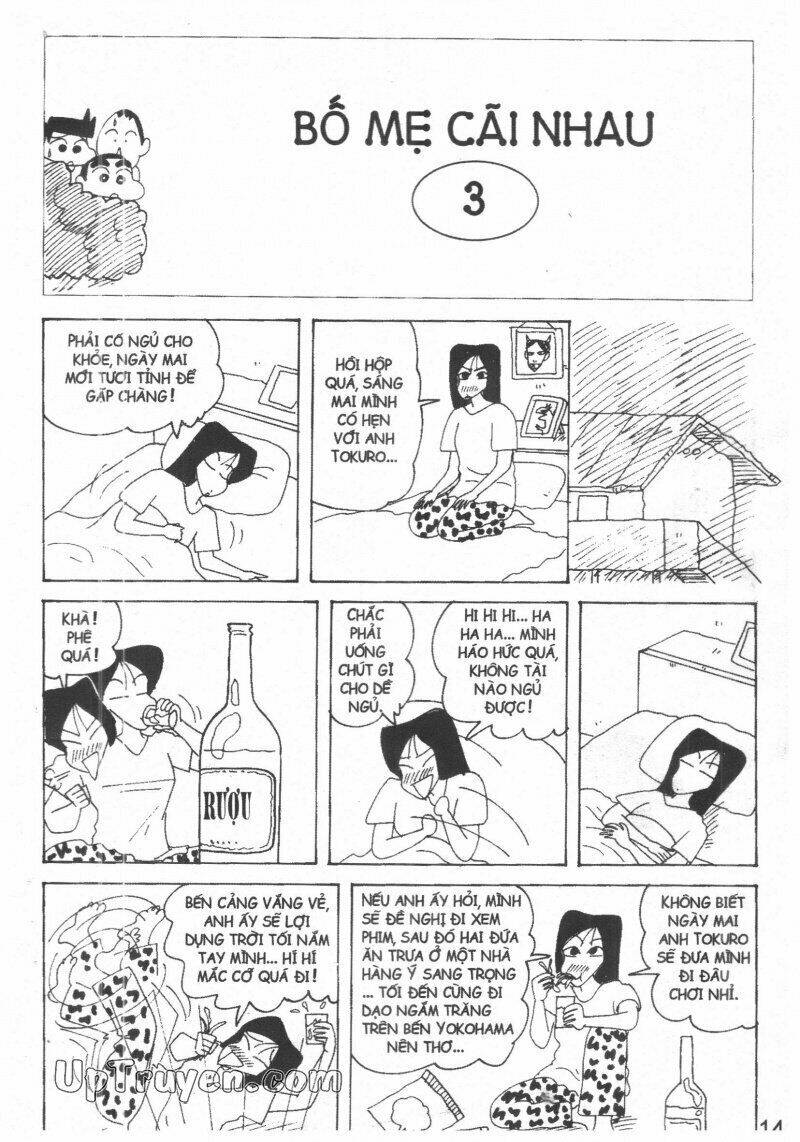 BỐ MẸ CÃI NHAU
3
HỒI HỘP
QUÁ, SÁNG
MAI MÌNH
CÓ HẸN
VỚI ANH
TOKURO...
PHẢI CỐ NGỦ CHO
KHỎE, NGÀY MAI
MỚI TƯƠI TỈNH ĐỂ
GẶP CHÀNG!
HI HI HI... HA
HA HA... MÌNH
HÁO HỨC QUÁ,
KHÔNG TÀI
NÀO NGỦ
ĐƯỢC!
CHẮC
PHẢI
UỐNG
CHÚT GÌ
CHO DỄ
NGỦ.
KHÀ!
PHÊ
QUÁ!
RƯỢU
KHÔNG BIẾT
NGÀY MAI
ANH TOKURO
SẼ ĐƯA MÌNH
ĐI ĐÂU
CHƠI NHỈ.
NẾU ANH ẤY HỎI, MÌNH
SẼ ĐỀ NGHỊ ĐI XEM
PHIM, SAU ĐÓ HAI ĐỨA
ĂN TRƯA Ở MỘT NHÀ
HÀNG Ý SANG TRỌNG
... TỐI ĐẾN CÙNG ĐI
DẠO NGẮM TRĂNG
TRÊN BẾN YOKOHAMA
NÊN THƠ...
BẾN CẢNG VẮNG VẺ,
ANH ẤY SẼ LỢI
DỤNG TRỜI TỐI NẮM
TAY MÌNH... HÍ HÍ
MẮC CỠ QUÁ ĐI!
UpTruyen.com
14